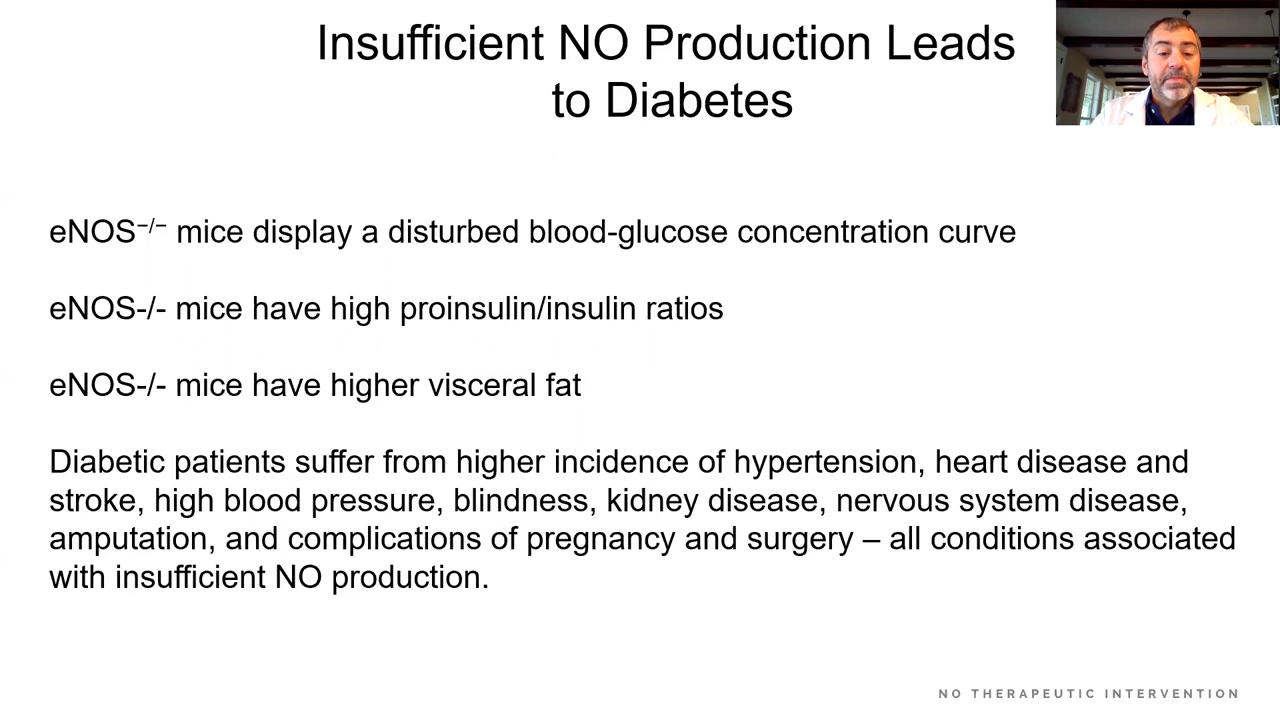 Insufficient NO Production Leads
to Diabetes
eNOS⁻/⁻ mice display a disturbed blood-glucose concentration curve
eNOS-/- mice have high proinsulin/insulin ratios
eNOS-/- mice have higher visceral fat
Diabetic patients suffer from higher incidence of hypertension, heart disease and
stroke, high blood pressure, blindness, kidney disease, nervous system disease,
amputation, and complications of pregnancy and surgery – all conditions associated
with insufficient NO production.
NO THERAPEUTIC INTERVENTION